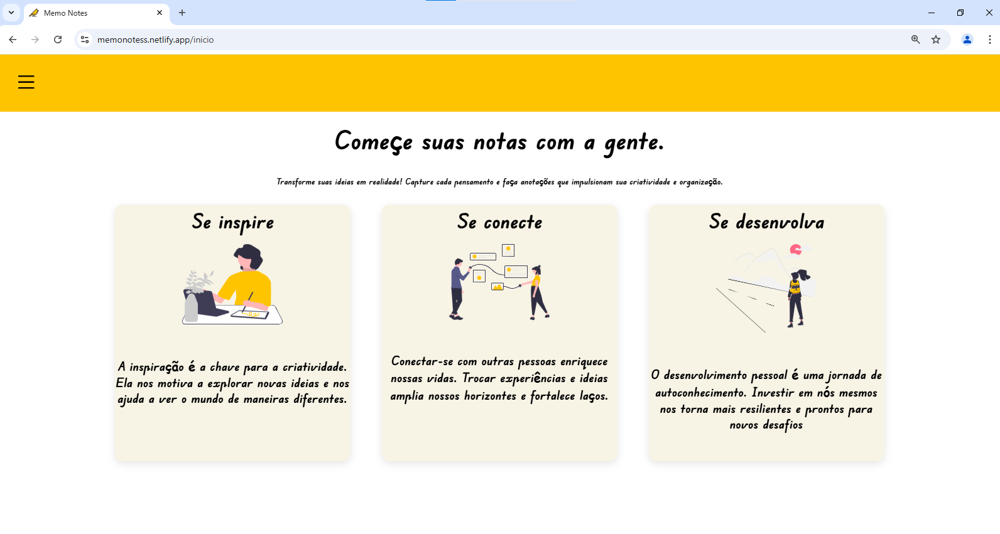 Memo Notes
memonotess.netlify.app/inicio
Começe suas notas com a gente.
Transforme suas ideias em realidade! Capture cada pensamento e faça anotações que impulsionam sua criatividade e organização.
Se inspire
A inspiração é a chave para a criatividade.
Ela nos motiva a explorar novas ideias e nos
ajuda a ver o mundo de maneiras diferentes.
Se conecte
Conectar-se com outras pessoas enriquece
nossas vidas. Trocar experiências e ideias
amplia nossos horizontes e fortalece laços.
Se desenvolva
O desenvolvimento pessoal é uma jornada de
autoconhecimento. Investir em nós mesmos
nos torna mais resilientes e prontos para
novos desafios